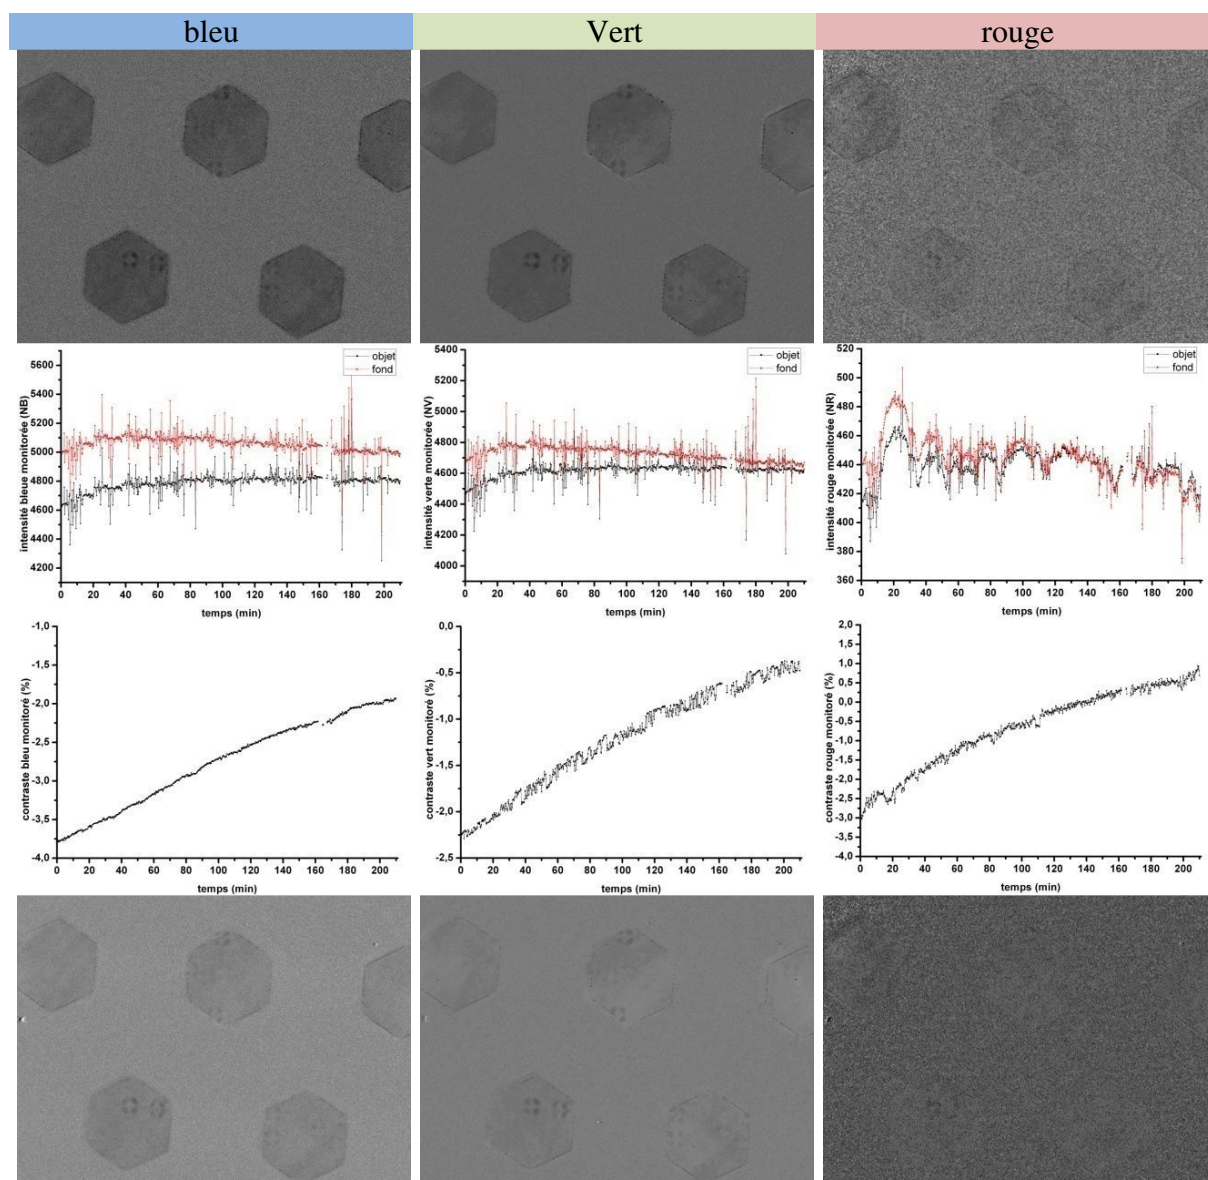 bleu
Vert
rouge
5600
5400
5200
5000
4800
4600
4400
4200
intensité bleue monitorée (NB)
objet
fond
0 20 40 60 80 100 120 140 160 180 200
temps (min)
5400
5200
5000
4800
4600
4400
4200
4000
intensité verte monitorée (NV)
objet
fond
0 20 40 60 80 100 120 140 160 180 200
temps (min)
520
500
480
460
440
420
400
380
360
intensité rouge monitorée (NR)
objet
fond
0 20 40 60 80 100 120 140 160 180 200
temps (min)
-1,0
-1,5
-2,0
-2,5
-3,0
-3,5
-4,0
contraste bleu monitoré (%)
0 20 40 60 80 100 120 140 160 180 200
temps (min)
0,0
-0,5
-1,0
-1,5
-2,0
-2,5
contraste vert monitoré (%)
0 20 40 60 80 100 120 140 160 180 200
temps (min)
2,0
1,5
1,0
0,5
0,0
-0,5
-1,0
-1,5
-2,0
-2,5
-3,0
-3,5
-4,0
contraste rouge monitoré (%)
0 20 40 60 80 100 120 140 160 180 200
temps (min)